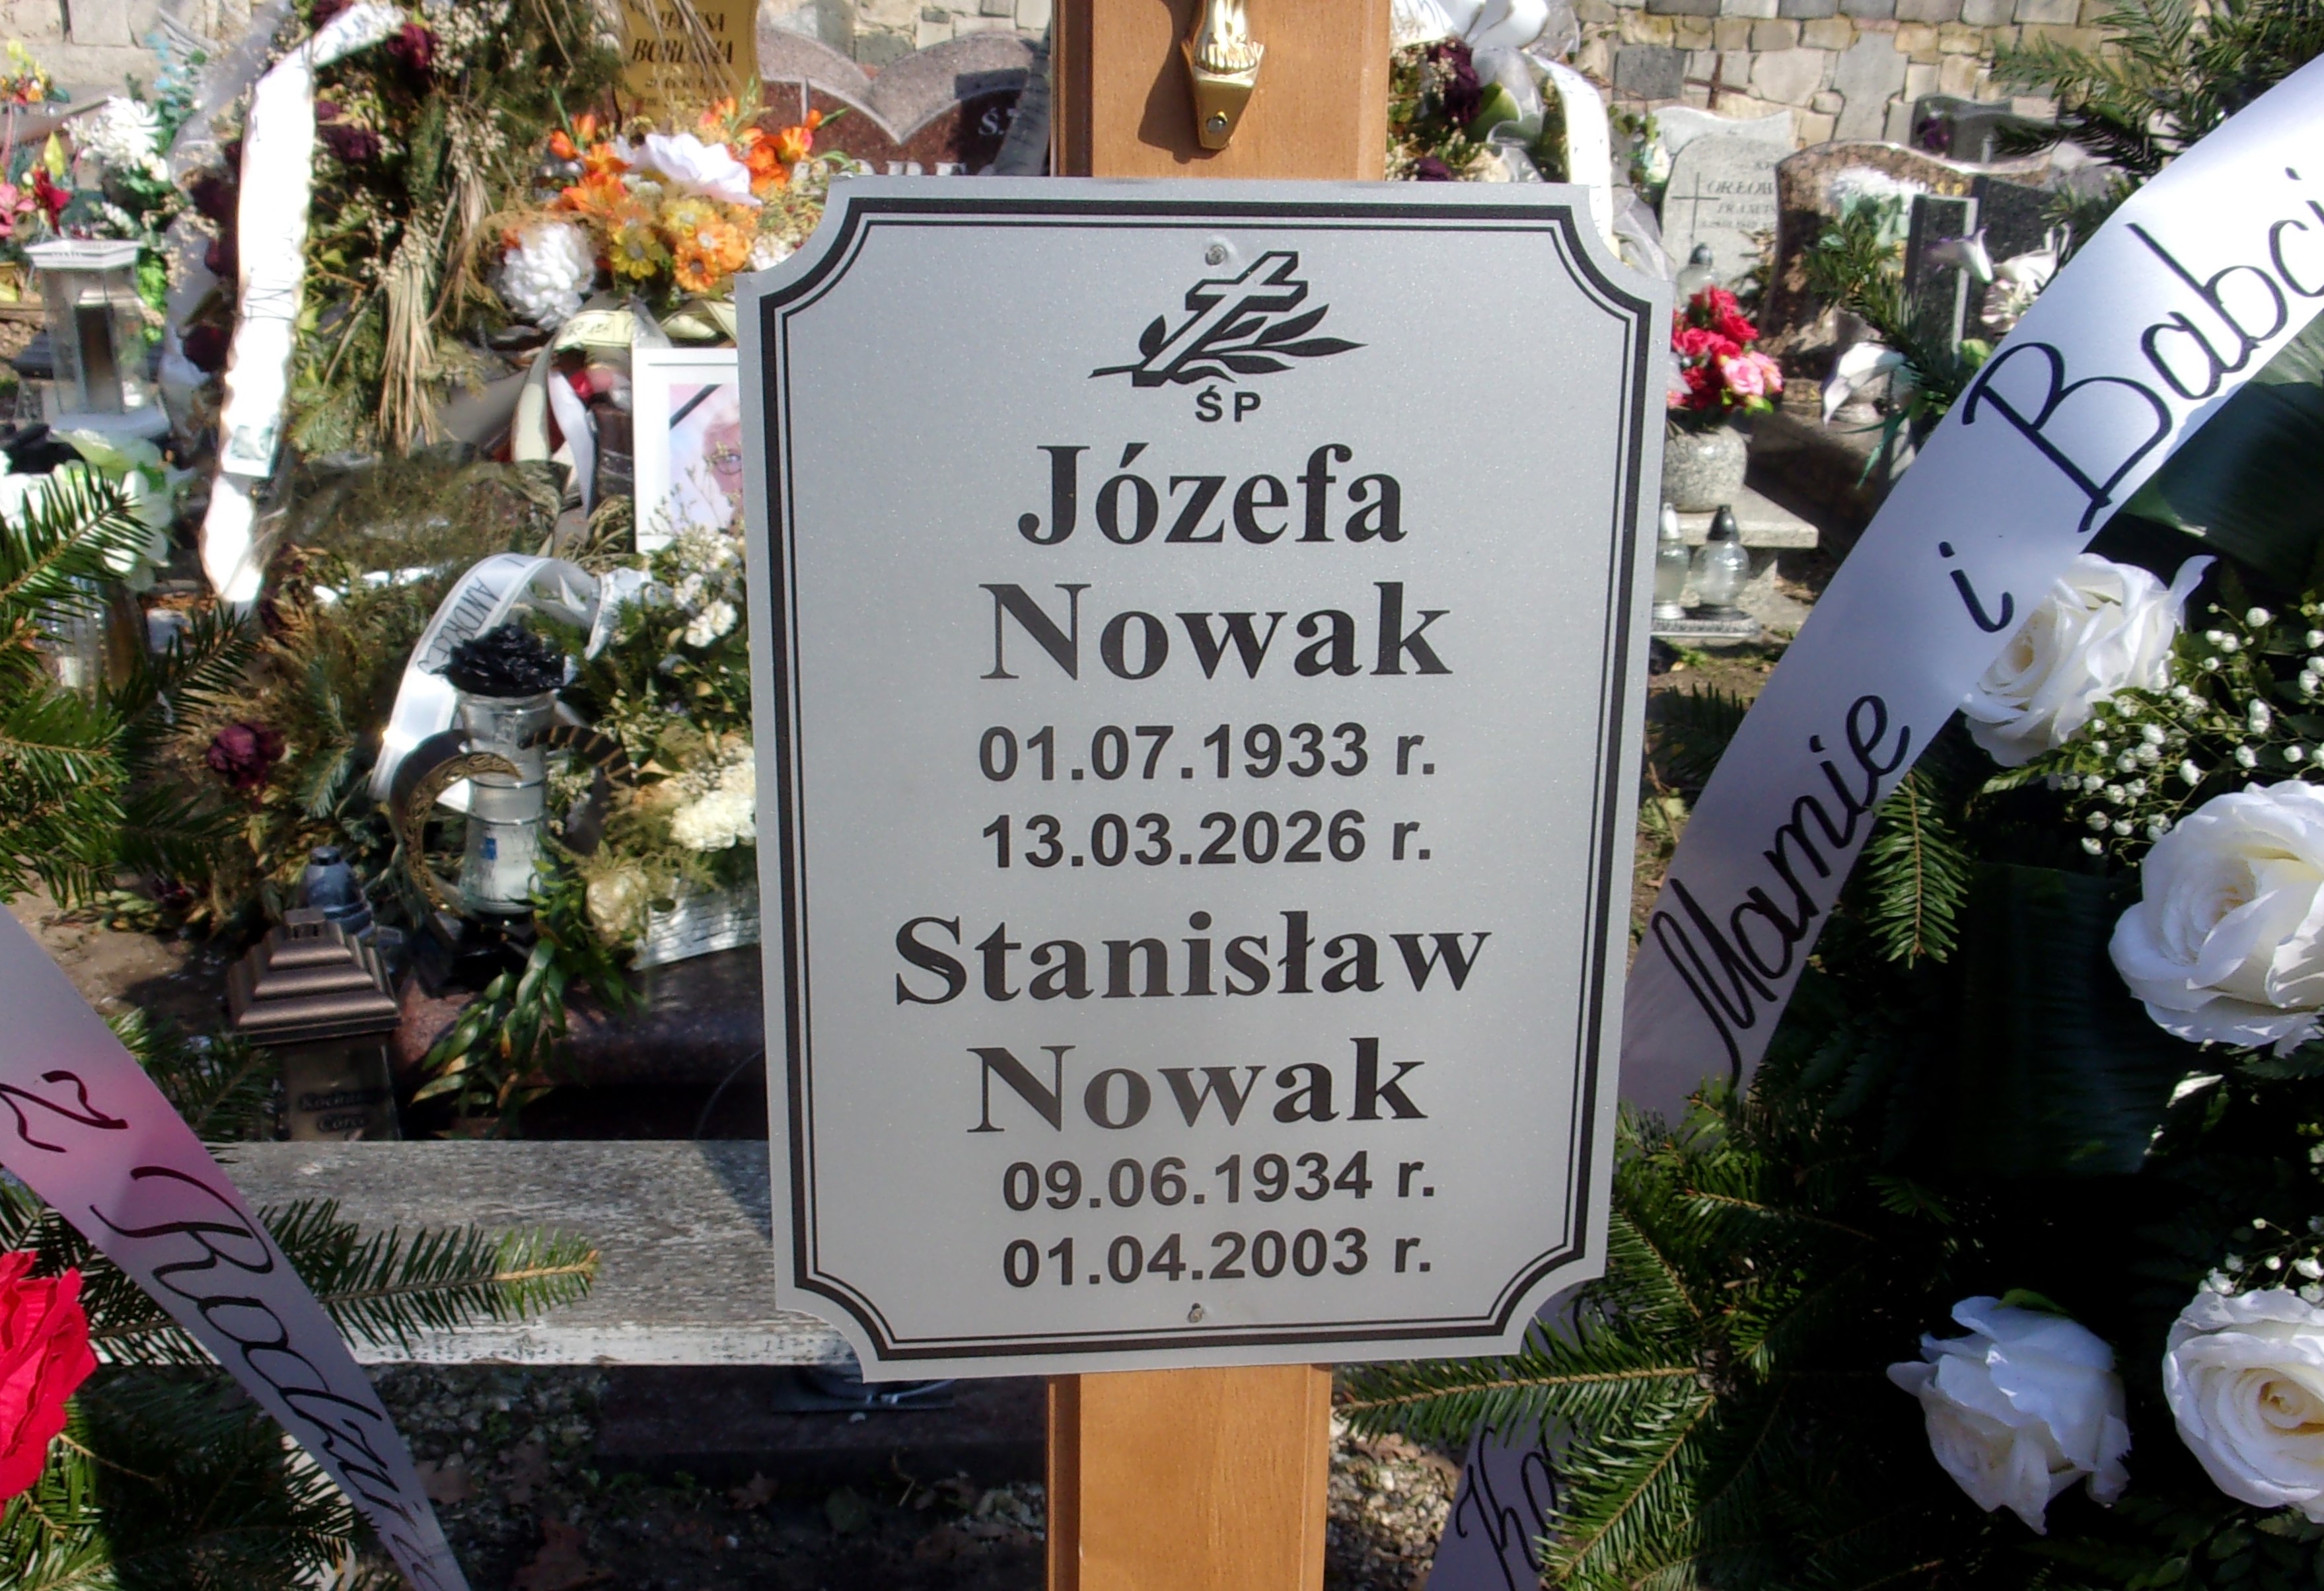 ŚP
Józefa
Nowak
01.07.1933 r.
13.03.2026 r.
Stanisław
Nowak
09.06.1934 r.
01.04.2003 r.
Mamie i Babci
z Rodziną